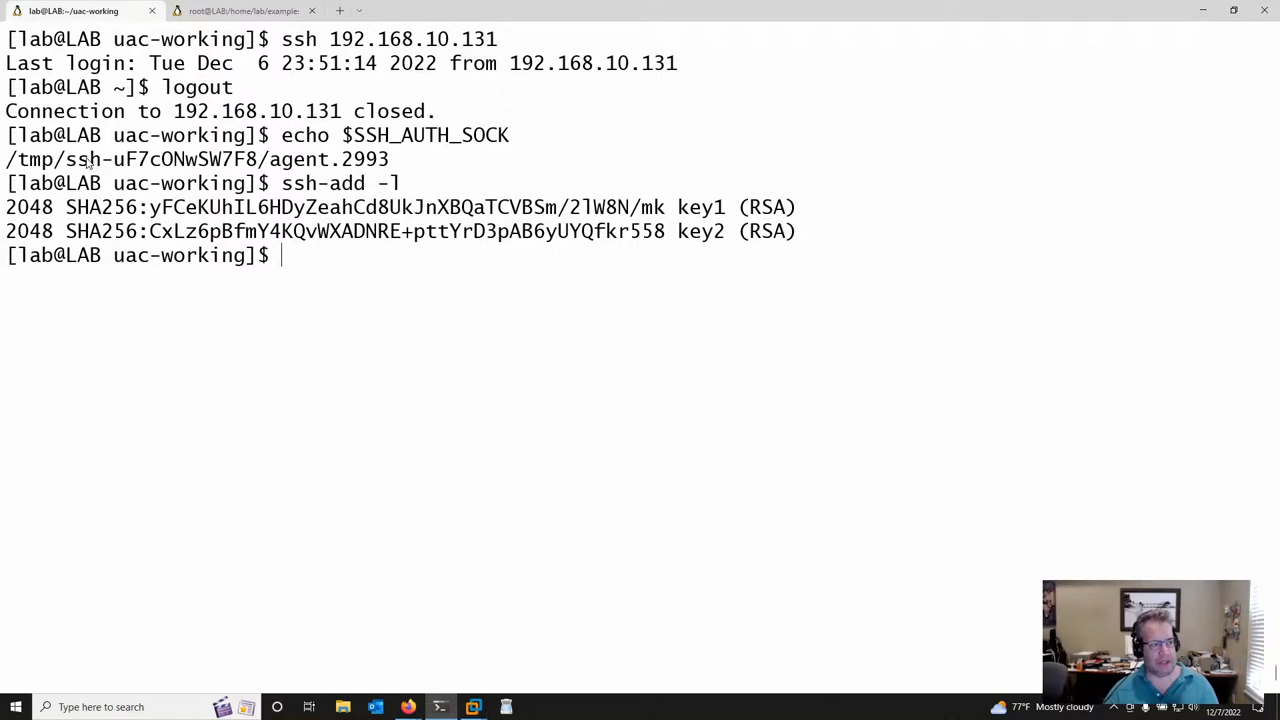 lab@LAB:~/uac-working
root@LAB:/home/lab/example:
[lab@LAB uac-working]$ ssh 192.168.10.131
Last login: Tue Dec  6 23:51:14 2022 from 192.168.10.131
[lab@LAB ~]$ logout
Connection to 192.168.10.131 closed.
[lab@LAB uac-working]$ echo $SSH_AUTH_SOCK
/tmp/ssh-uF7cONwSW7F8/agent.2993
[lab@LAB uac-working]$ ssh-add -l
2048 SHA256:yFCeKUhIL6HDyZeahCd8UkJnXBQaTCVBSm/2lW8N/mk key1 (RSA)
2048 SHA256:CxLz6pBfmY4KQvWXADNRE+pttYrD3pAB6yUYQfkr558 key2 (RSA)
[lab@LAB uac-working]$
Type here to search
77°F Mostly cloudy
12/7/2022